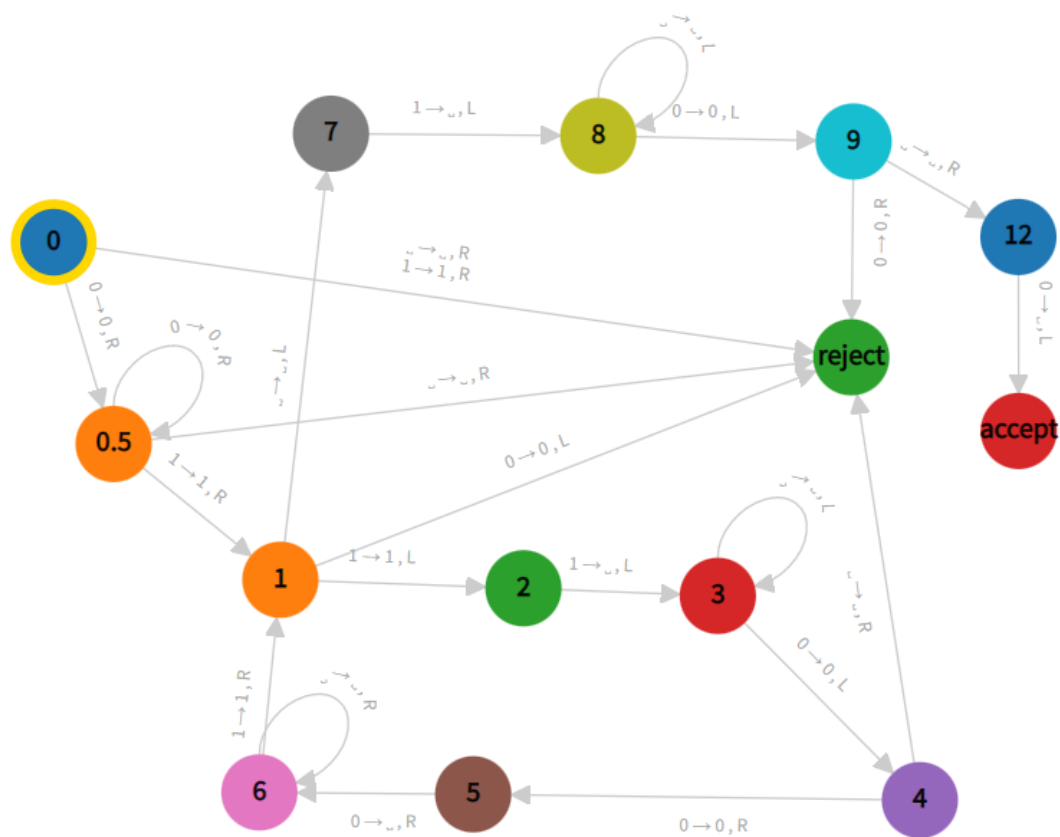 ␣→␣,L
7
1→␣,L
8
0→0,L
9
␣→␣,R
12
0
␣→␣,R
1→1,R
0→0,R
0→0,R
0→␣,L
0→0,R
␣→␣,L
reject
␣→␣,R
accept
0.5
1→1,R
0→0,L
␣→␣,L
1
1→1,L
2
1→␣,L
3
␣→␣,R
0→0,L
1→1,R
␣→␣,R
6
0→␣,R
5
0→0,R
4